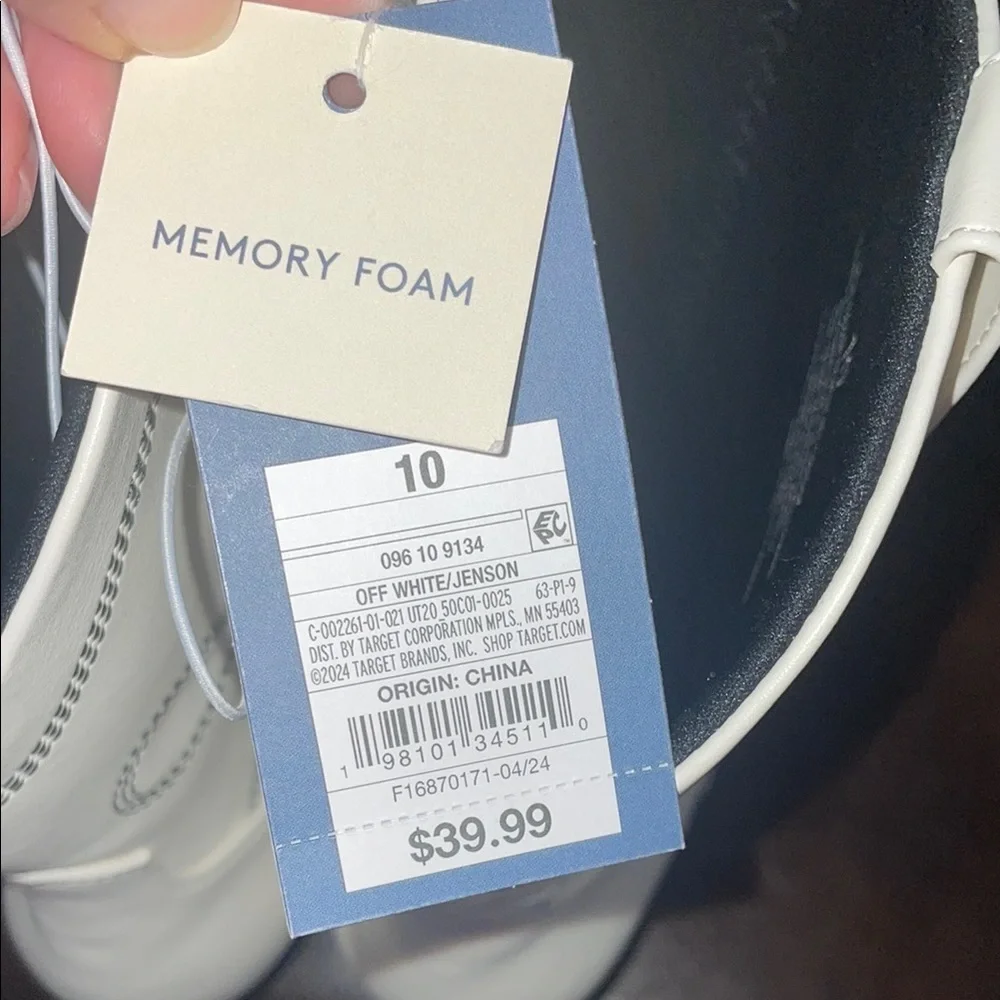 MEMORY FOAM
10
EPC
096 10 9134
OFF WHITE/JENSON
C-002261-01-021 UT20 50C01-0025 63-P1-9
DIST. BY TARGET CORPORATION MPLS., MN 55403
©2024 TARGET BRANDS, INC. SHOP TARGET.COM
ORIGIN: CHINA
1 98101 34511 0
F16870171-04/24
$39.99